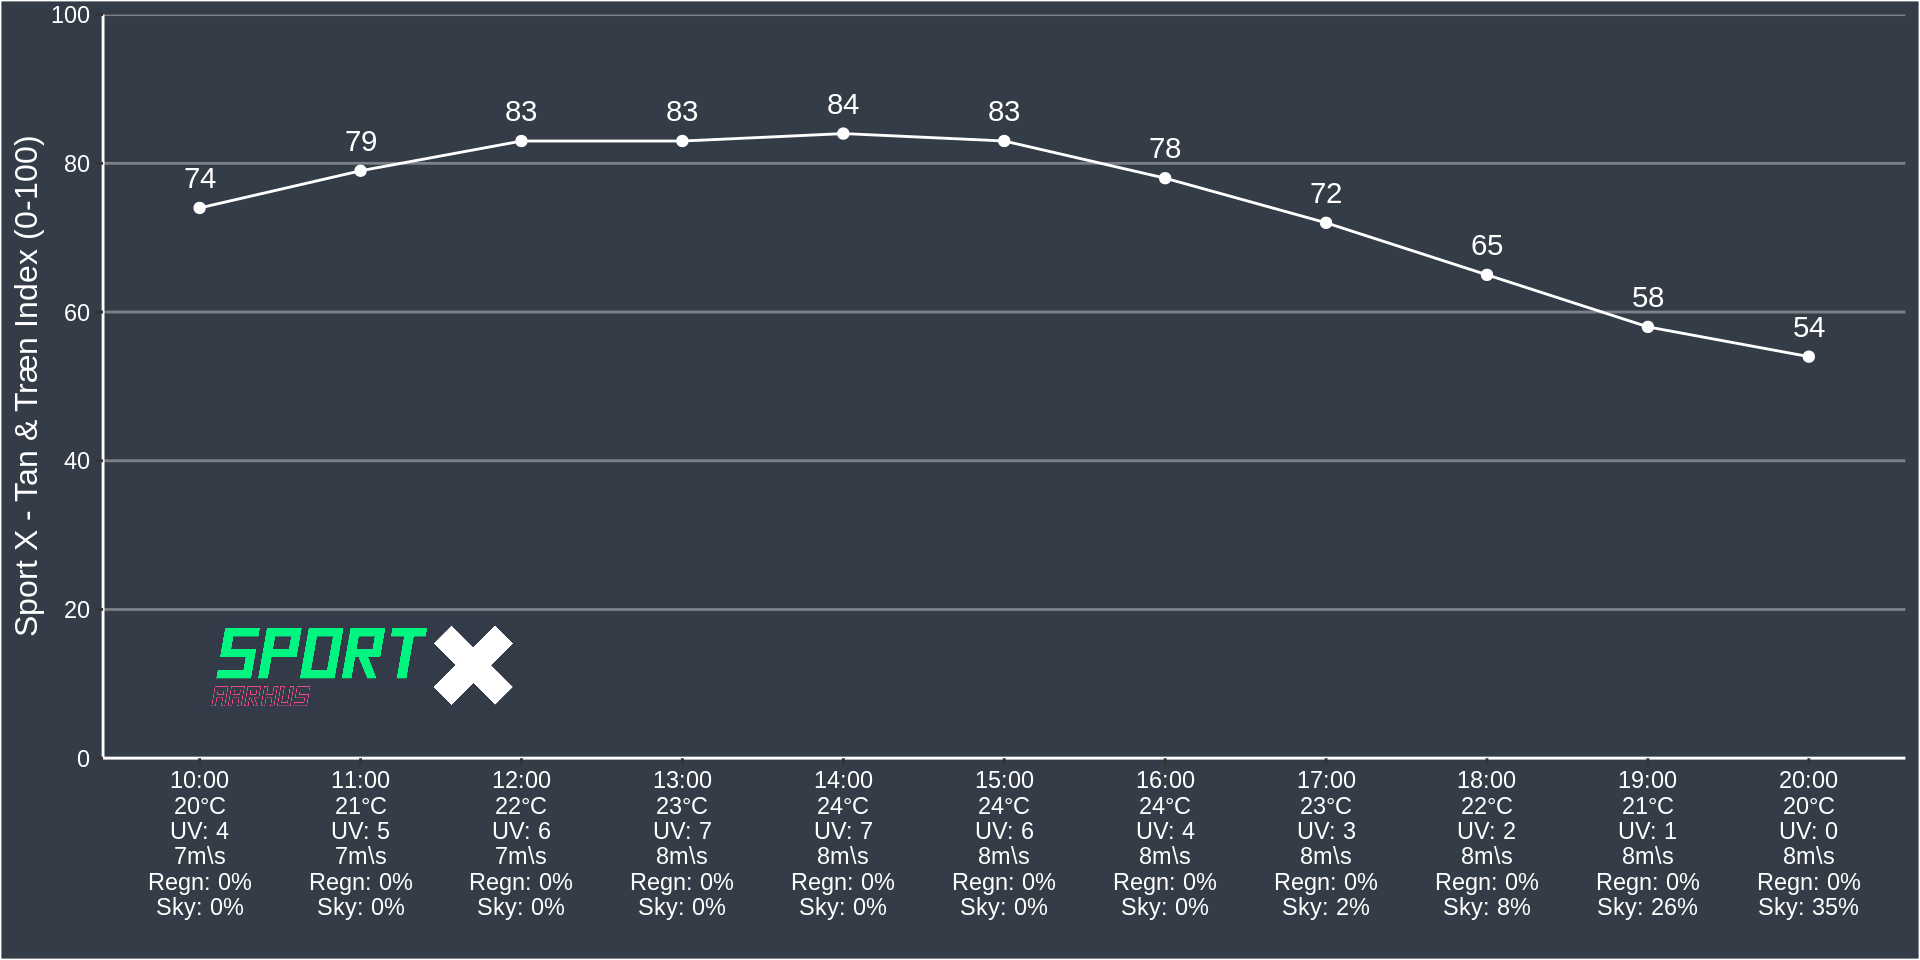 Sport X - Tan & Træn Index (0-100)
100
80
60
40
20
0
74
79
83
83
84
83
78
72
65
58
54
SPORT X
AARHUS
10:00 11:00 12:00 13:00 14:00 15:00 16:00 17:00 18:00 19:00 20:00
20°C 21°C 22°C 23°C 24°C 24°C 24°C 23°C 22°C 21°C 20°C
UV: 4 UV: 5 UV: 6 UV: 7 UV: 7 UV: 6 UV: 4 UV: 3 UV: 2 UV: 1 UV: 0
7m\s 7m\s 7m\s 8m\s 8m\s 8m\s 8m\s 8m\s 8m\s 8m\s 8m\s
Regn: 0% Regn: 0% Regn: 0% Regn: 0% Regn: 0% Regn: 0% Regn: 0% Regn: 0% Regn: 0% Regn: 0% Regn: 0%
Sky: 0% Sky: 0% Sky: 0% Sky: 0% Sky: 0% Sky: 0% Sky: 0% Sky: 2% Sky: 8% Sky: 26% Sky: 35%